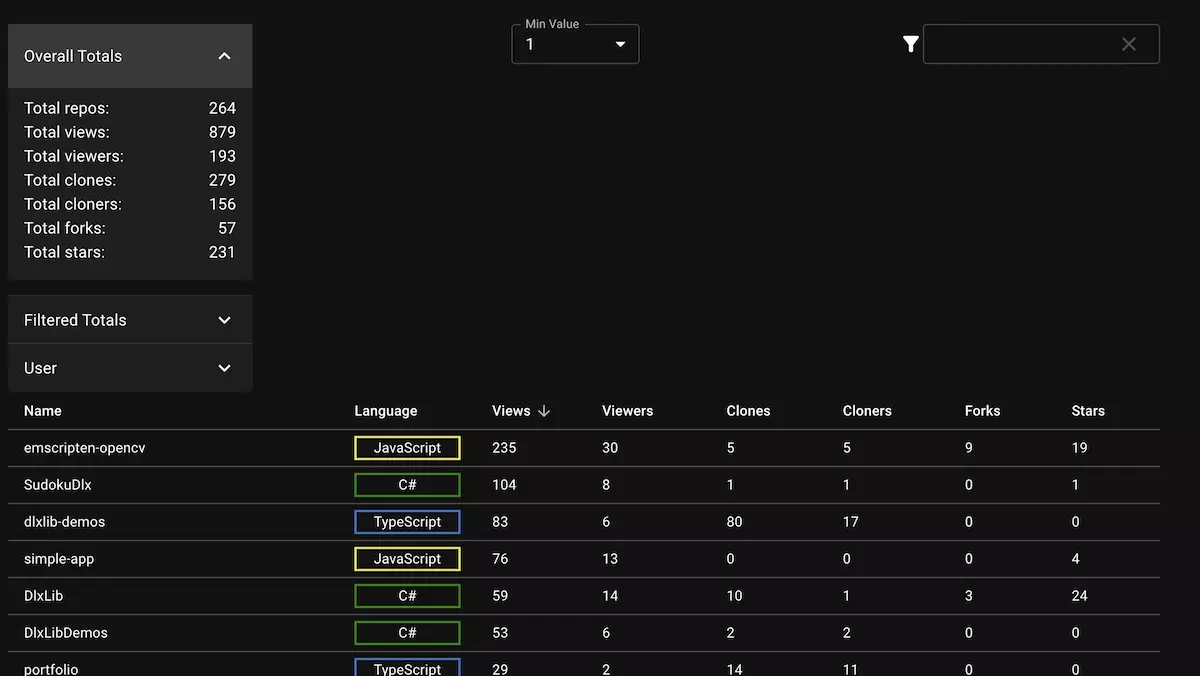 Min Value
1
Overall Totals
Total repos: 264
Total views: 879
Total viewers: 193
Total clones: 279
Total cloners: 156
Total forks: 57
Total stars: 231
Filtered Totals
User
Name Language Views Viewers Clones Cloners Forks Stars
emscripten-opencv JavaScript 235 30 5 5 9 19
SudokuDlx C# 104 8 1 1 0 1
dlxlib-demos TypeScript 83 6 80 17 0 0
simple-app JavaScript 76 13 0 0 0 4
DlxLib C# 59 14 10 1 3 24
DlxLibDemos C# 53 6 2 2 0 0
portfolio TypeScript 29 2 14 11 0 0